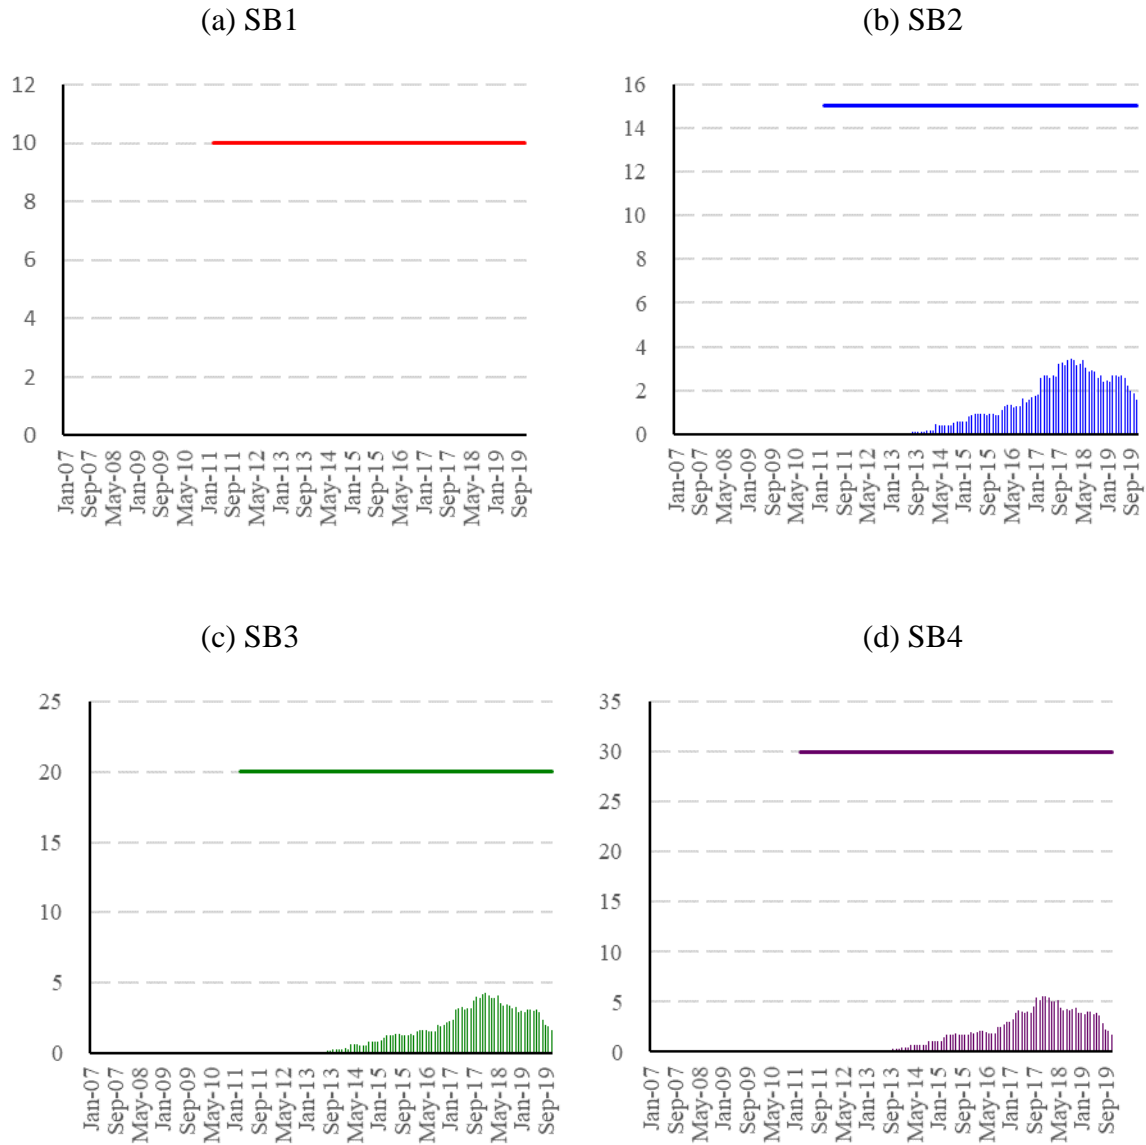 (a) SB1
12
10
8
6
4
2
0
Jan-07
Sep-07
May-08
Jan-09
Sep-09
May-10
Jan-11
Sep-11
May-12
Jan-13
Sep-13
May-14
Jan-15
Sep-15
May-16
Jan-17
Sep-17
May-18
Jan-19
Sep-19
(b) SB2
16
14
12
10
8
6
4
2
0
Jan-07
Sep-07
May-08
Jan-09
Sep-09
May-10
Jan-11
Sep-11
May-12
Jan-13
Sep-13
May-14
Jan-15
Sep-15
May-16
Jan-17
Sep-17
May-18
Jan-19
Sep-19
(c) SB3
25
20
15
10
5
0
Jan-07
Sep-07
May-08
Jan-09
Sep-09
May-10
Jan-11
Sep-11
May-12
Jan-13
Sep-13
May-14
Jan-15
Sep-15
May-16
Jan-17
Sep-17
May-18
Jan-19
Sep-19
(d) SB4
35
30
25
20
15
10
5
0
Jan-07
Sep-07
May-08
Jan-09
Sep-09
May-10
Jan-11
Sep-11
May-12
Jan-13
Sep-13
May-14
Jan-15
Sep-15
May-16
Jan-17
Sep-17
May-18
Jan-19
Sep-19